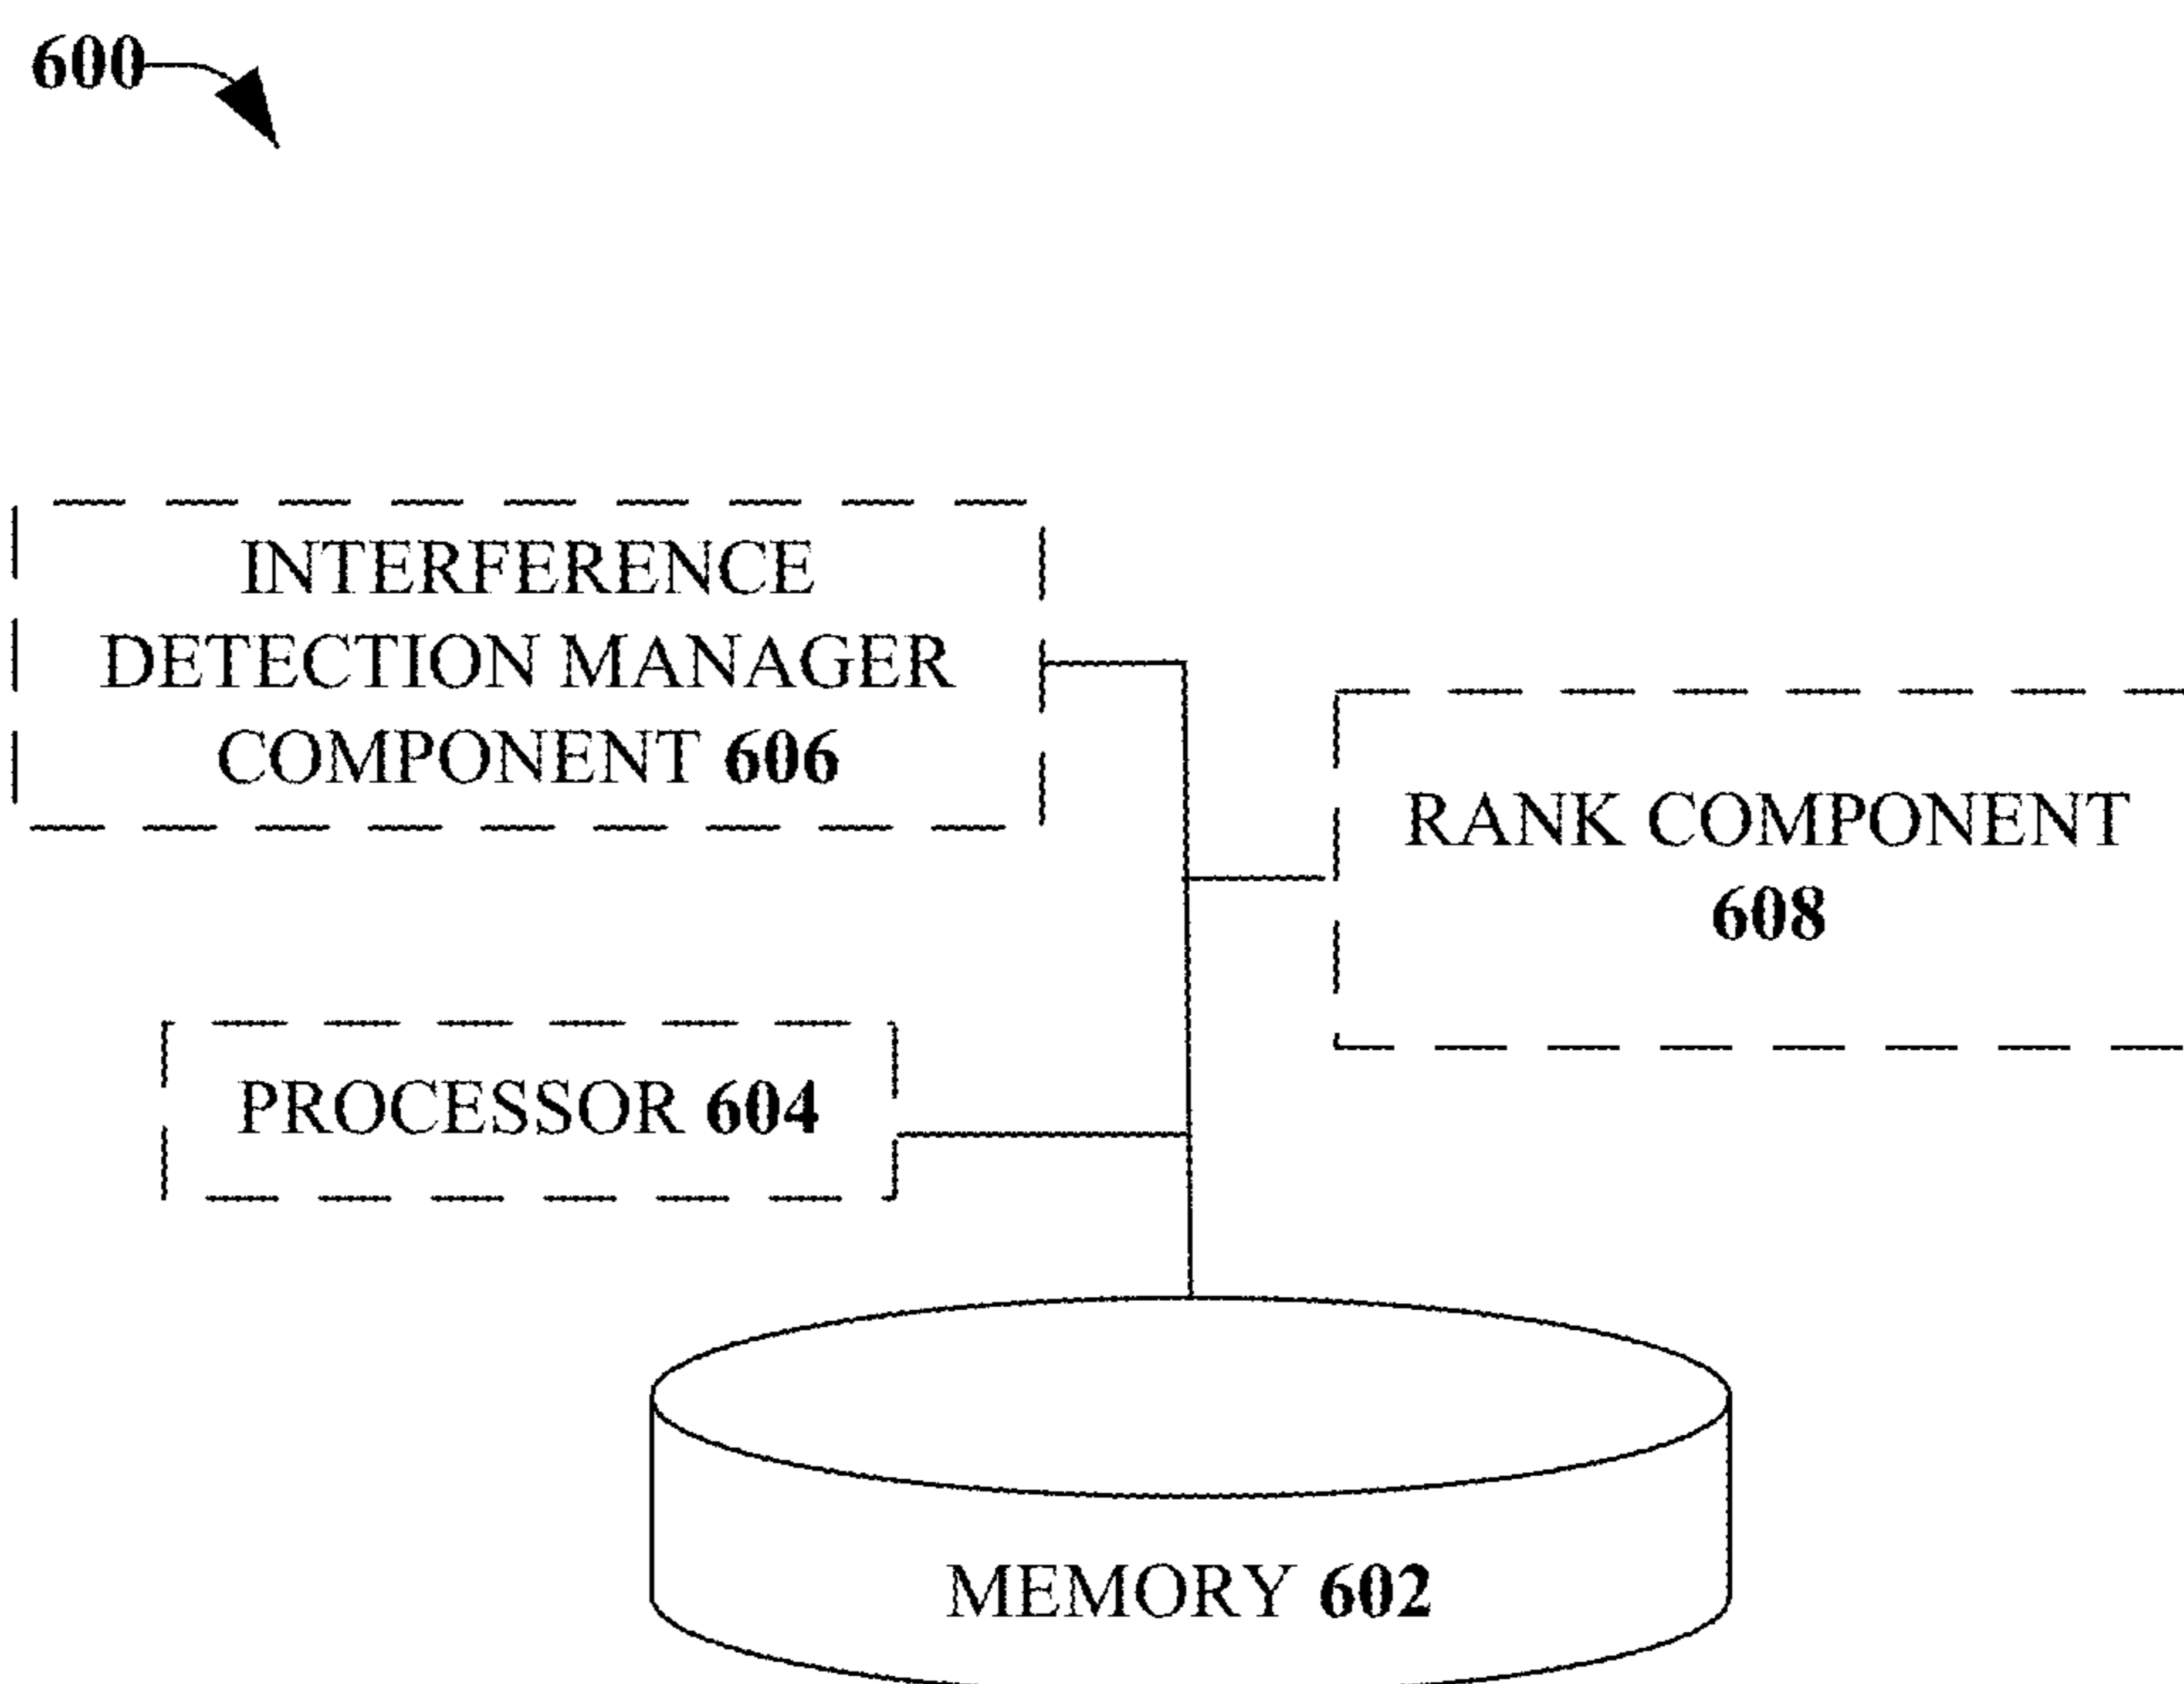 600
INTERFERENCE
DETECTION MANAGER
COMPONENT 606
RANK COMPONENT
608
PROCESSOR 604
MEMORY 602